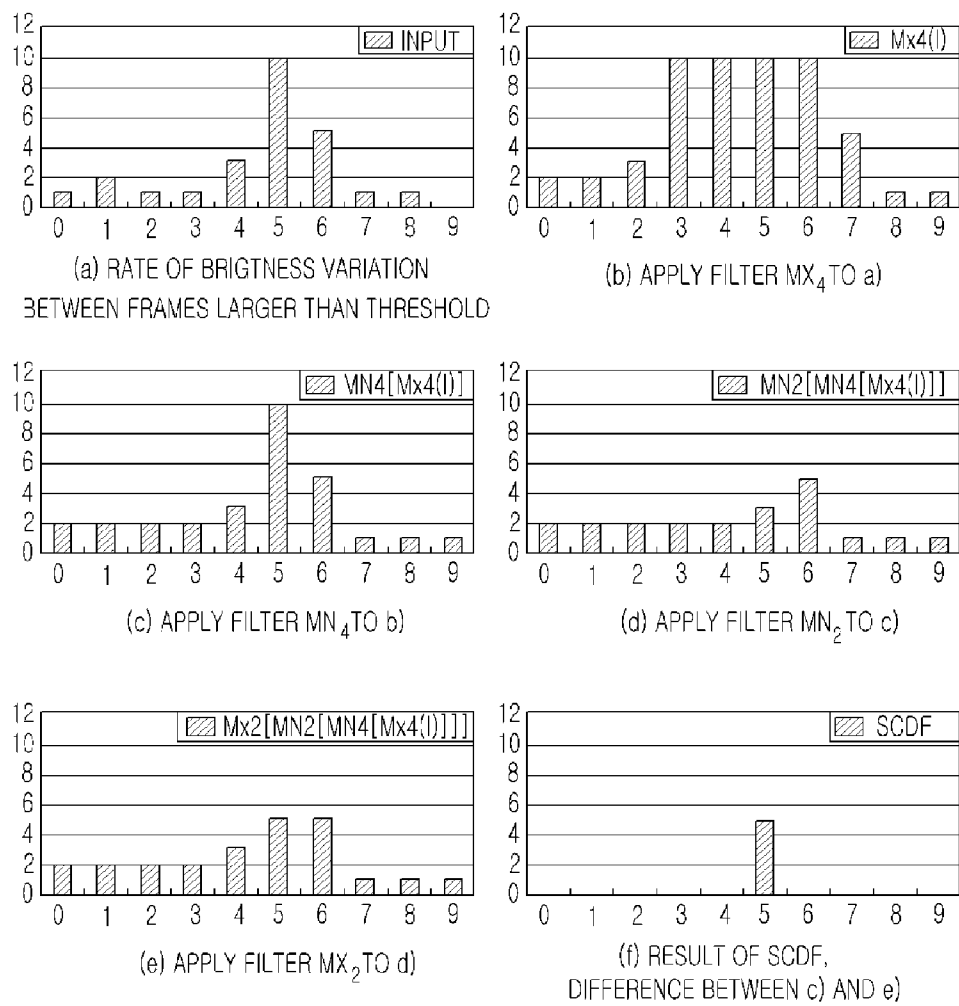 12
10
8
6
4
2
0
INPUT
0 1 2 3 4 5 6 7 8 9
(a) RATE OF BRIGTNESS VARIATION
BETWEEN FRAMES LARGER THAN THRESHOLD
12
10
8
6
4
2
0
Mx4(I)
0 1 2 3 4 5 6 7 8 9
(b) APPLY FILTER MX4 TO a)
12
10
8
6
4
2
0
MN4[Mx4(I)]
0 1 2 3 4 5 6 7 8 9
(c) APPLY FILTER MN4 TO b)
12
10
8
6
4
2
0
MN2[MN4[Mx4(I)]]
0 1 2 3 4 5 6 7 8 9
(d) APPLY FILTER MN2 TO c)
12
10
8
6
4
2
0
Mx2[MN2[MN4[Mx4(I)]]]
0 1 2 3 4 5 6 7 8 9
(e) APPLY FILTER MX2 TO d)
12
10
8
6
4
2
0
SCDF
0 1 2 3 4 5 6 7 8 9
(f) RESULT OF SCDF,
DIFFERENCE BETWEEN c) AND e)